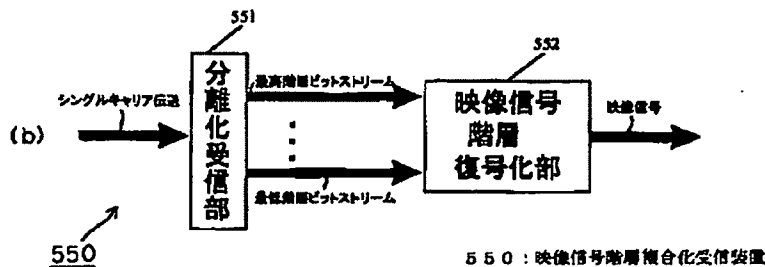 551
552
(b)
シングルキャリア伝送
分離化受信部
最高階層ビットストリーム
最低階層ビットストリーム
映像信号
階層
復号化部
映像信号
550
550:映像信号階層複合化受信装置